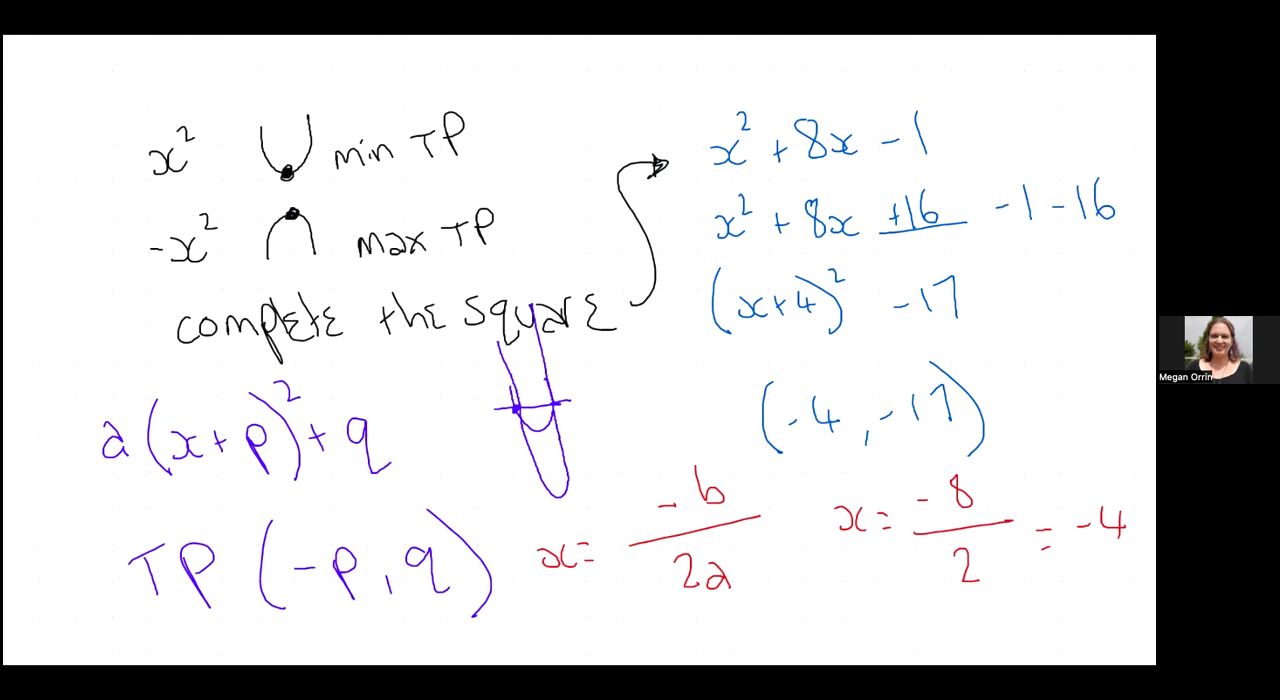 x² min TP
-x² max TP
complete the square
a(x+p)²+q
TP (-p,q)
x²+8x-1
x²+8x+16 -1-16
(x+4)² -17
(-4,-17)
x= -b/2a
x= -8/2 = -4
Megan Orrin